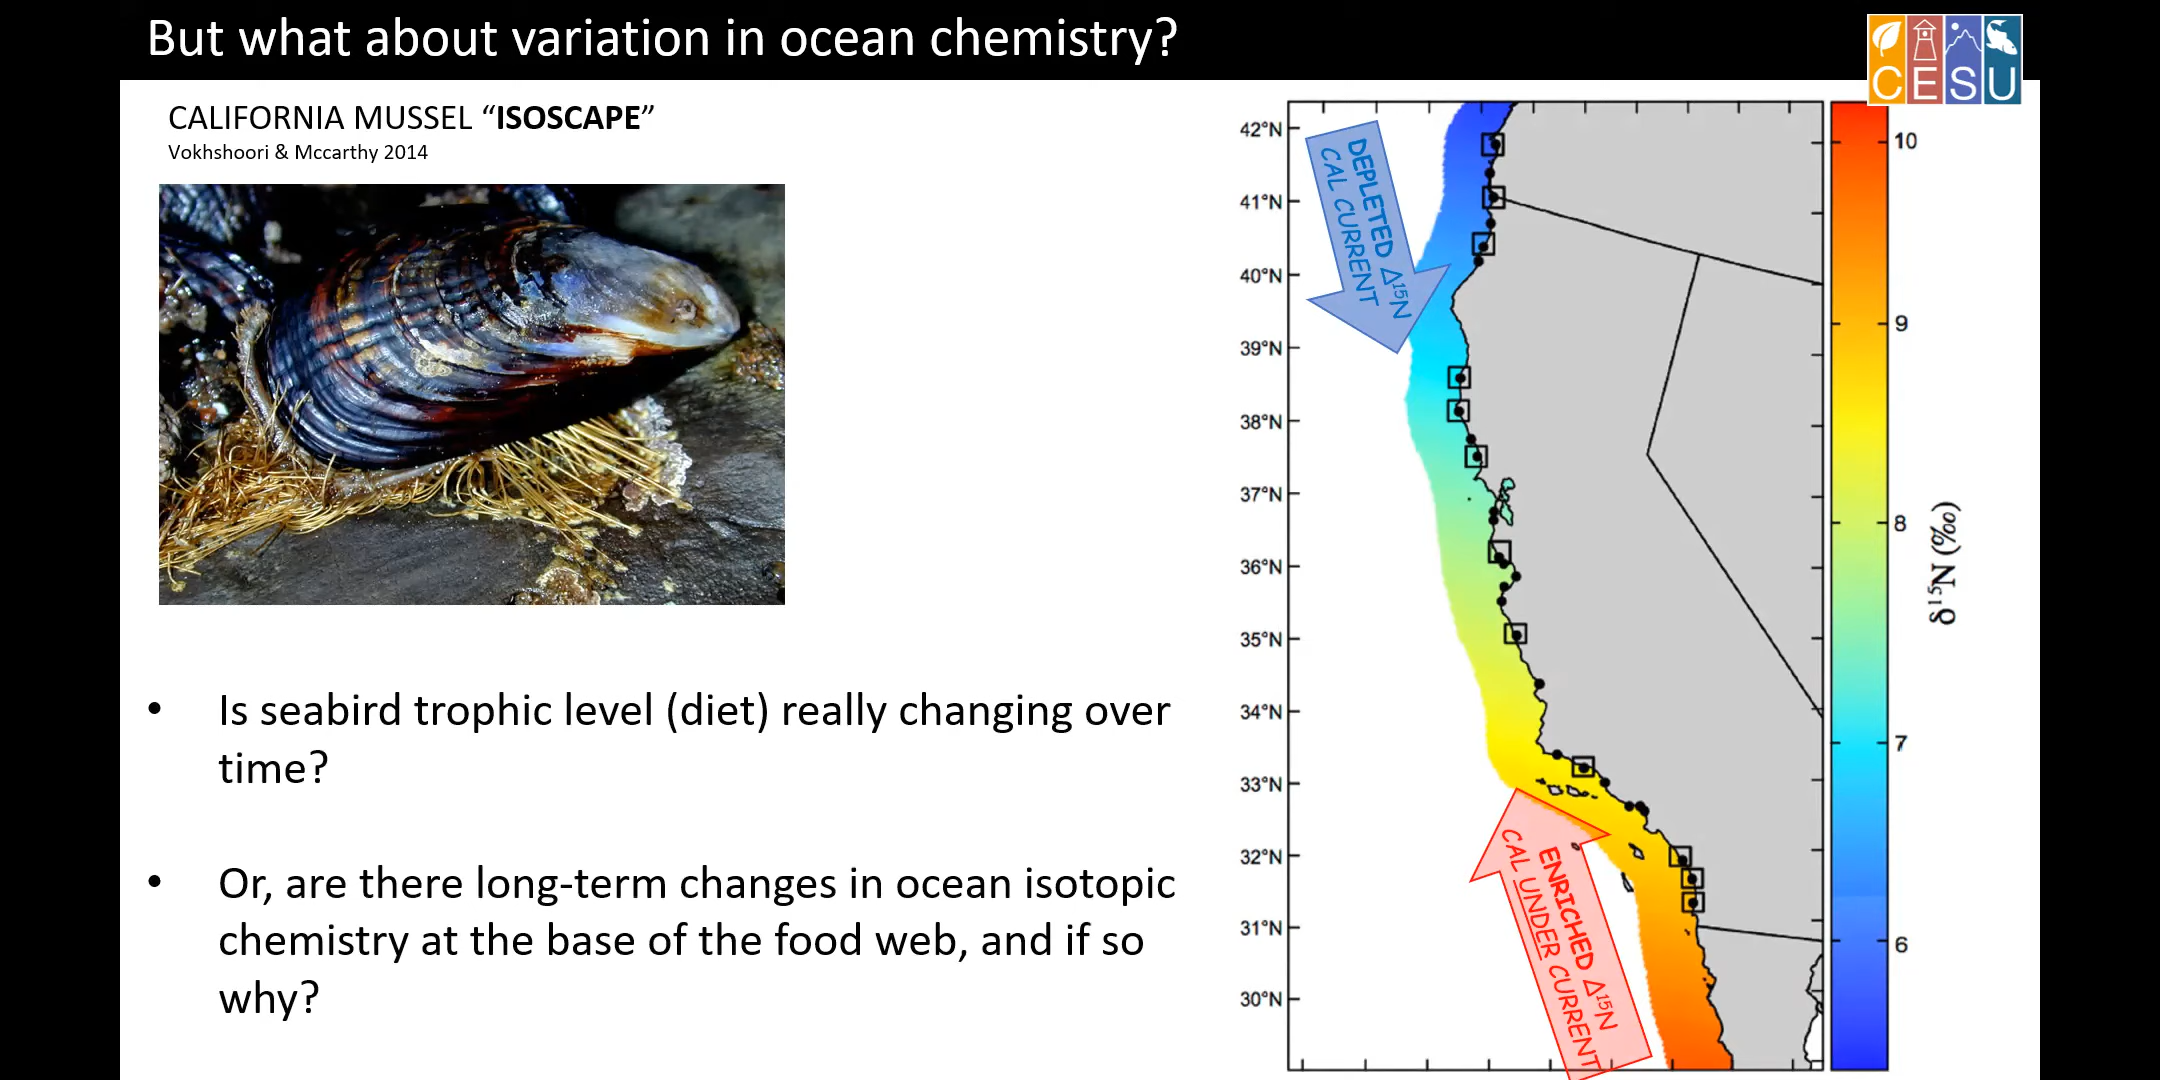 But what about variation in ocean chemistry?
CESU
CALIFORNIA MUSSEL “ISOSCAPE”
Vokhshoori & Mccarthy 2014
• Is seabird trophic level (diet) really changing over
time?
• Or, are there long-term changes in ocean isotopic
chemistry at the base of the food web, and if so
why?
42°N
41°N
40°N
39°N
38°N
37°N
36°N
35°N
34°N
33°N
32°N
31°N
30°N
DEPLETED Δ¹⁵N
CAL CURRENT
ENRICHED Δ¹⁵N
CAL UNDER CURRENT
10
9
8
7
6
δ¹⁵N (‰)